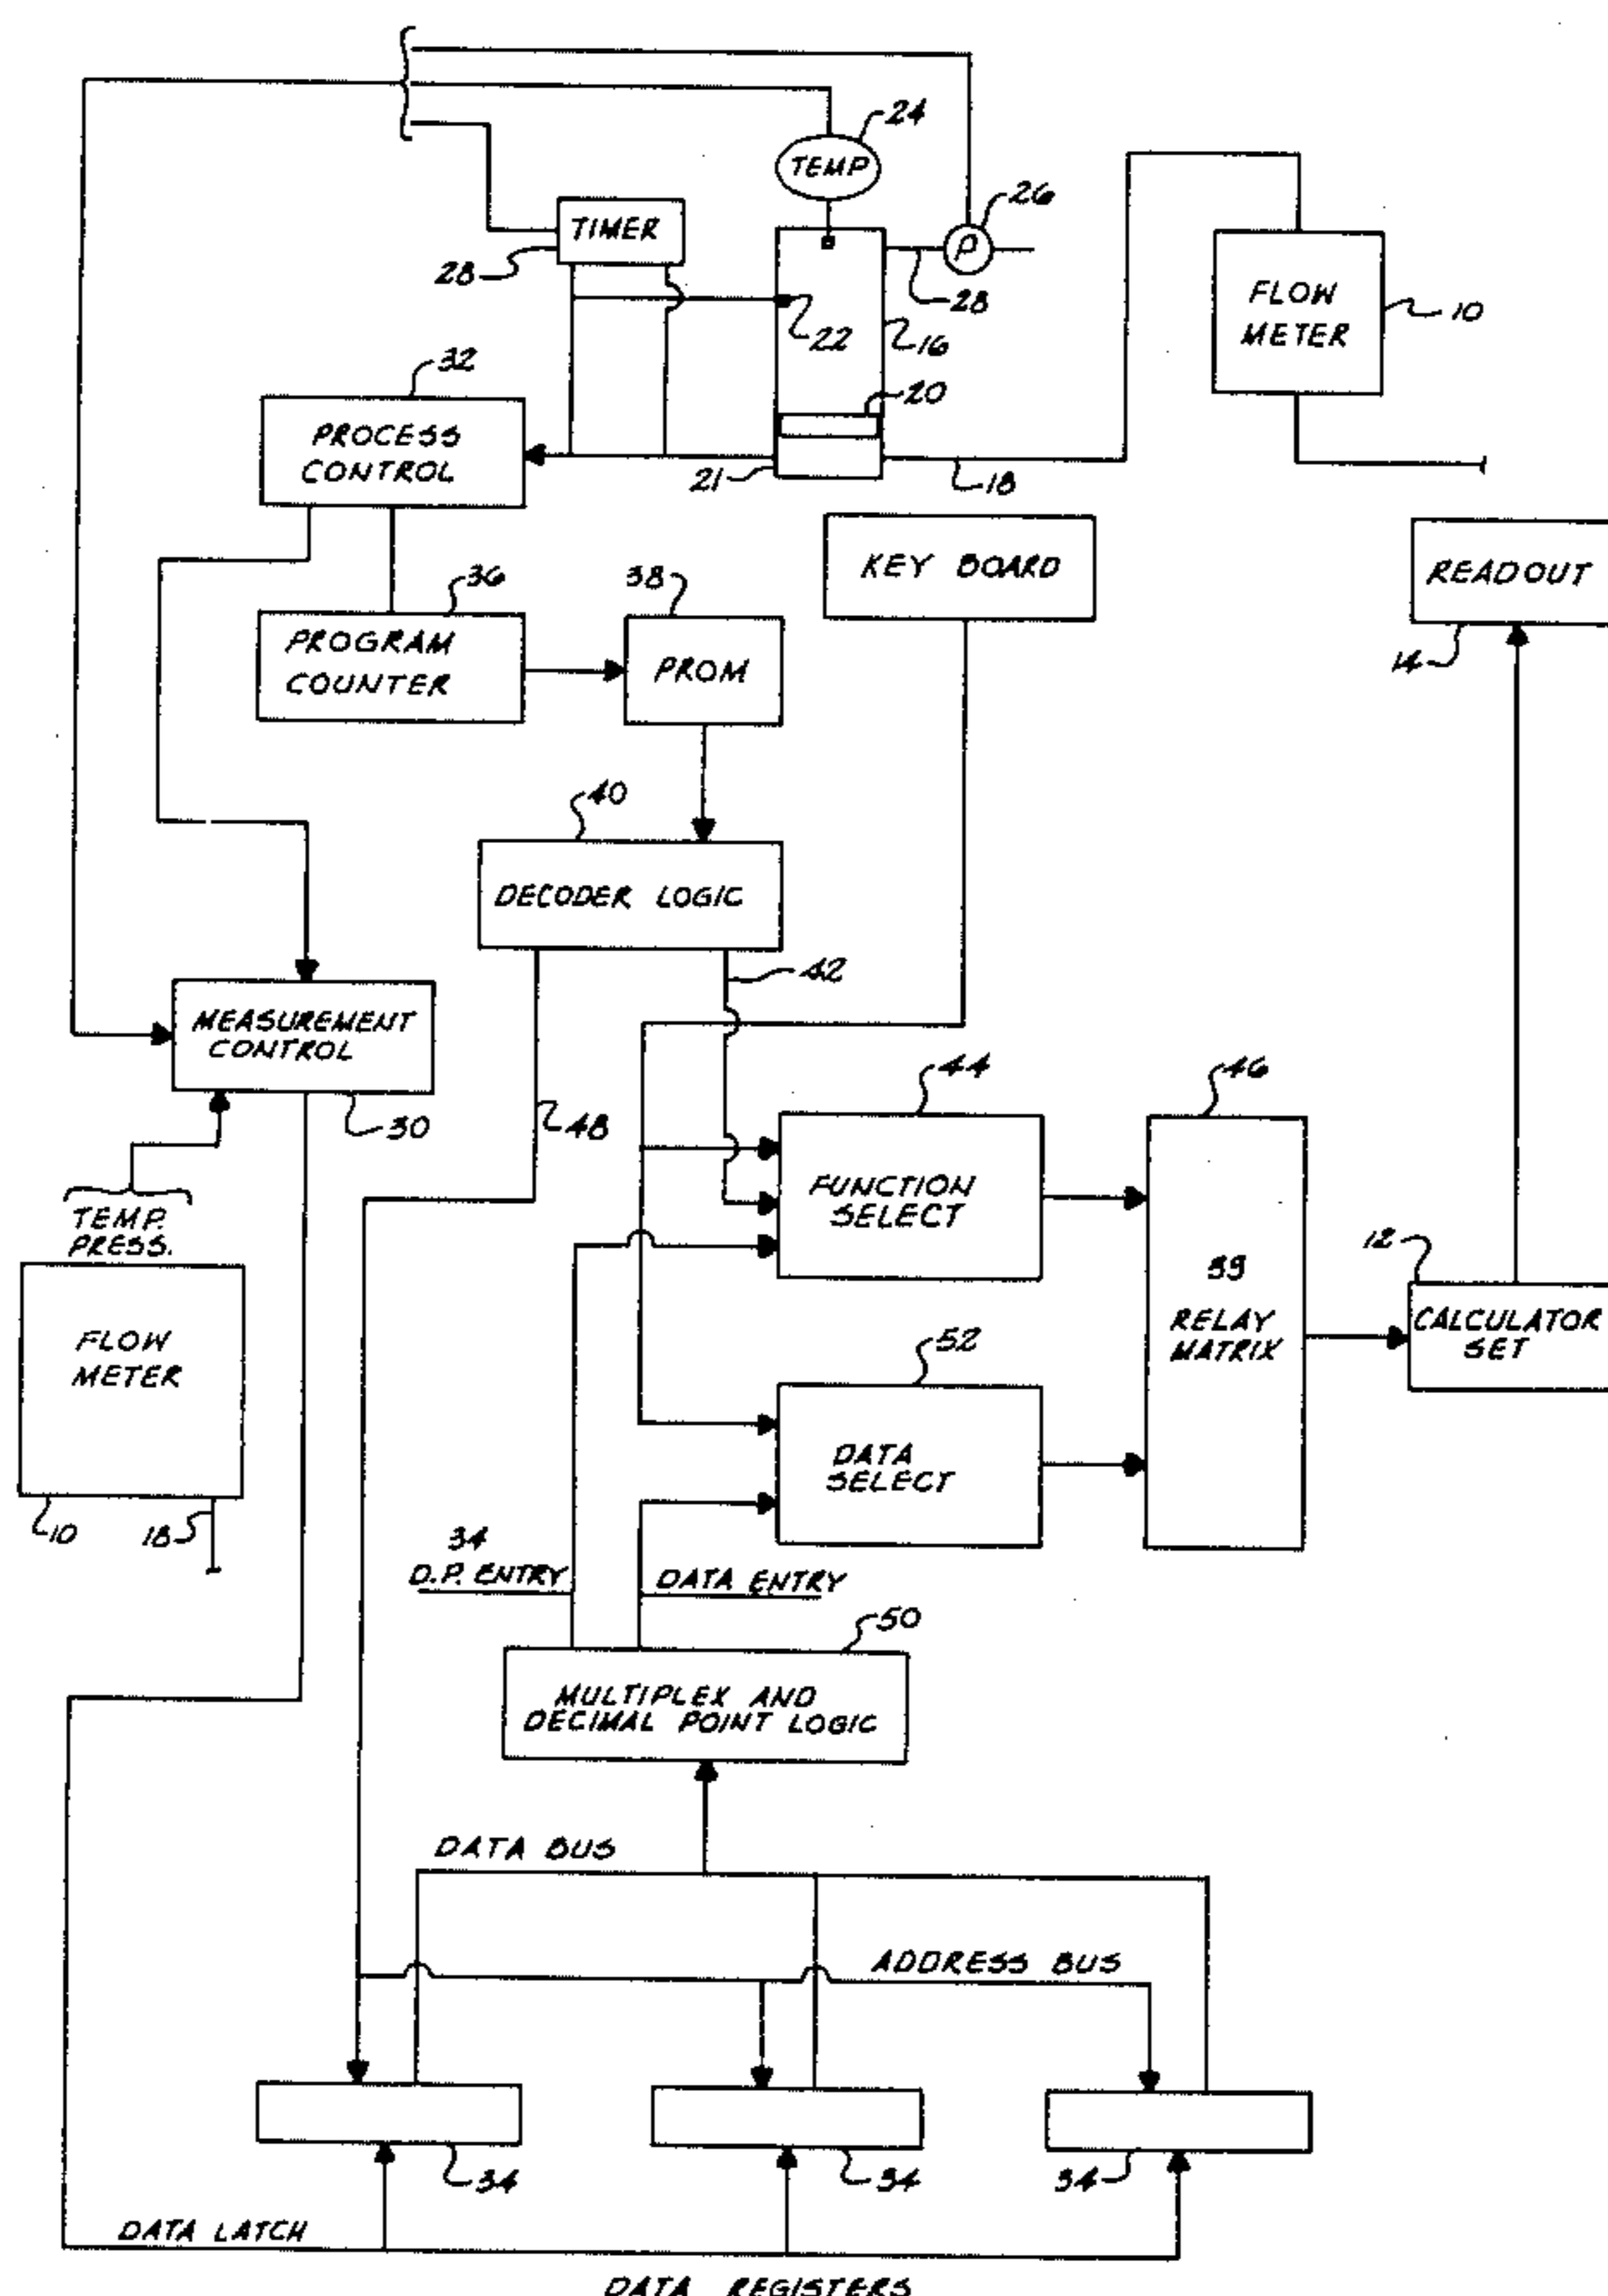 24
TEMP
26
TIMER
P
28
28
FLOW
METER
10
22
16
32
20
PROCESS
CONTROL
21
18
KEY BOARD
READOUT
14
36
38
PROGRAM
COUNTER
PROM
40
DECODER LOGIC
42
MEASUREMENT
CONTROL
30
48
44
46
TEMP.
PRESS.
FUNCTION
SELECT
12
39
RELAY
MATRIX
CALCULATOR
SET
FLOW
METER
52
DATA
SELECT
10
18
34
D.P. ENTRY
DATA ENTRY
50
MULTIPLEX AND
DECIMAL POINT LOGIC
DATA BUS
ADDRESS BUS
34
34
34
DATA LATCH
DATA REGISTERS